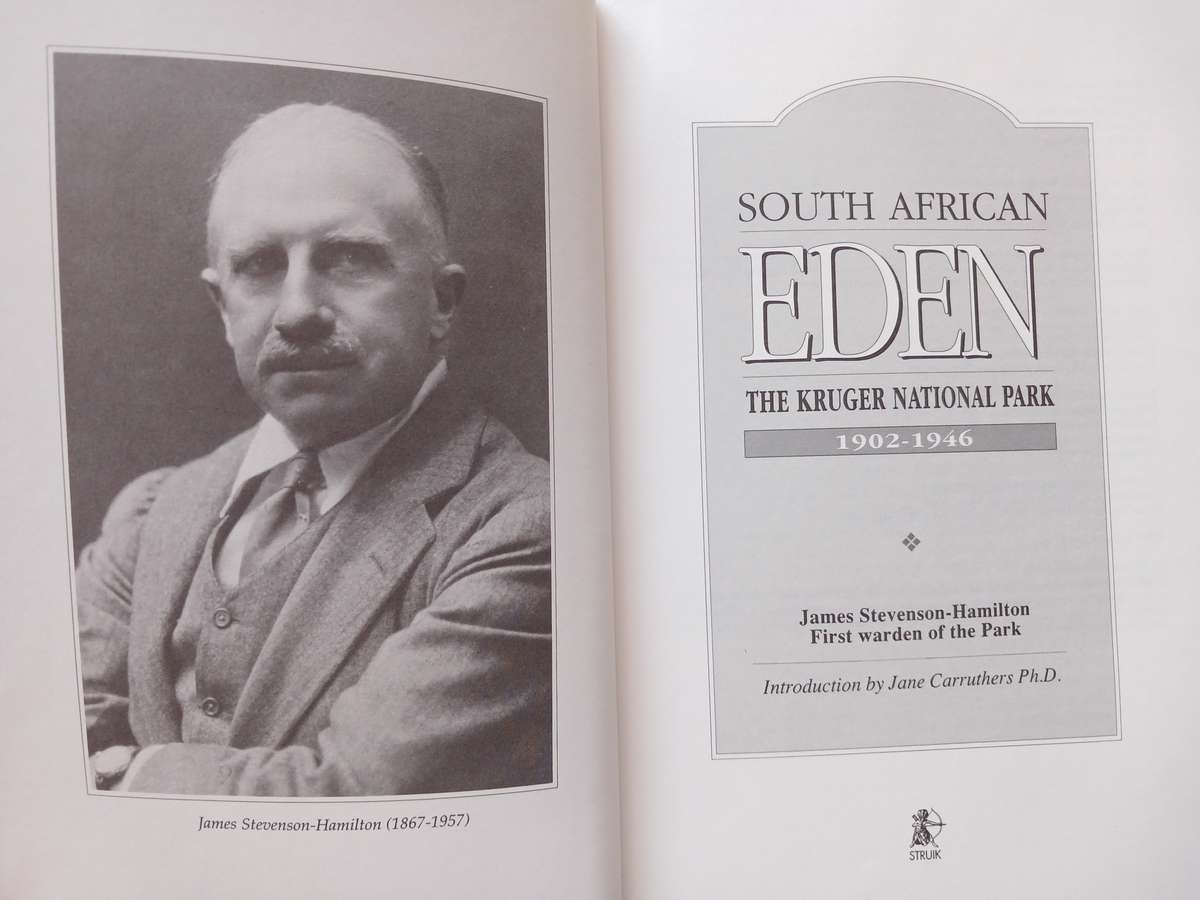 James Stevenson-Hamilton (1867-1957)
SOUTH AFRICAN
EDEN
THE KRUGER NATIONAL PARK
1902-1946
James Stevenson-Hamilton
First warden of the Park
Introduction by Jane Carruthers Ph.D.
STRUIK